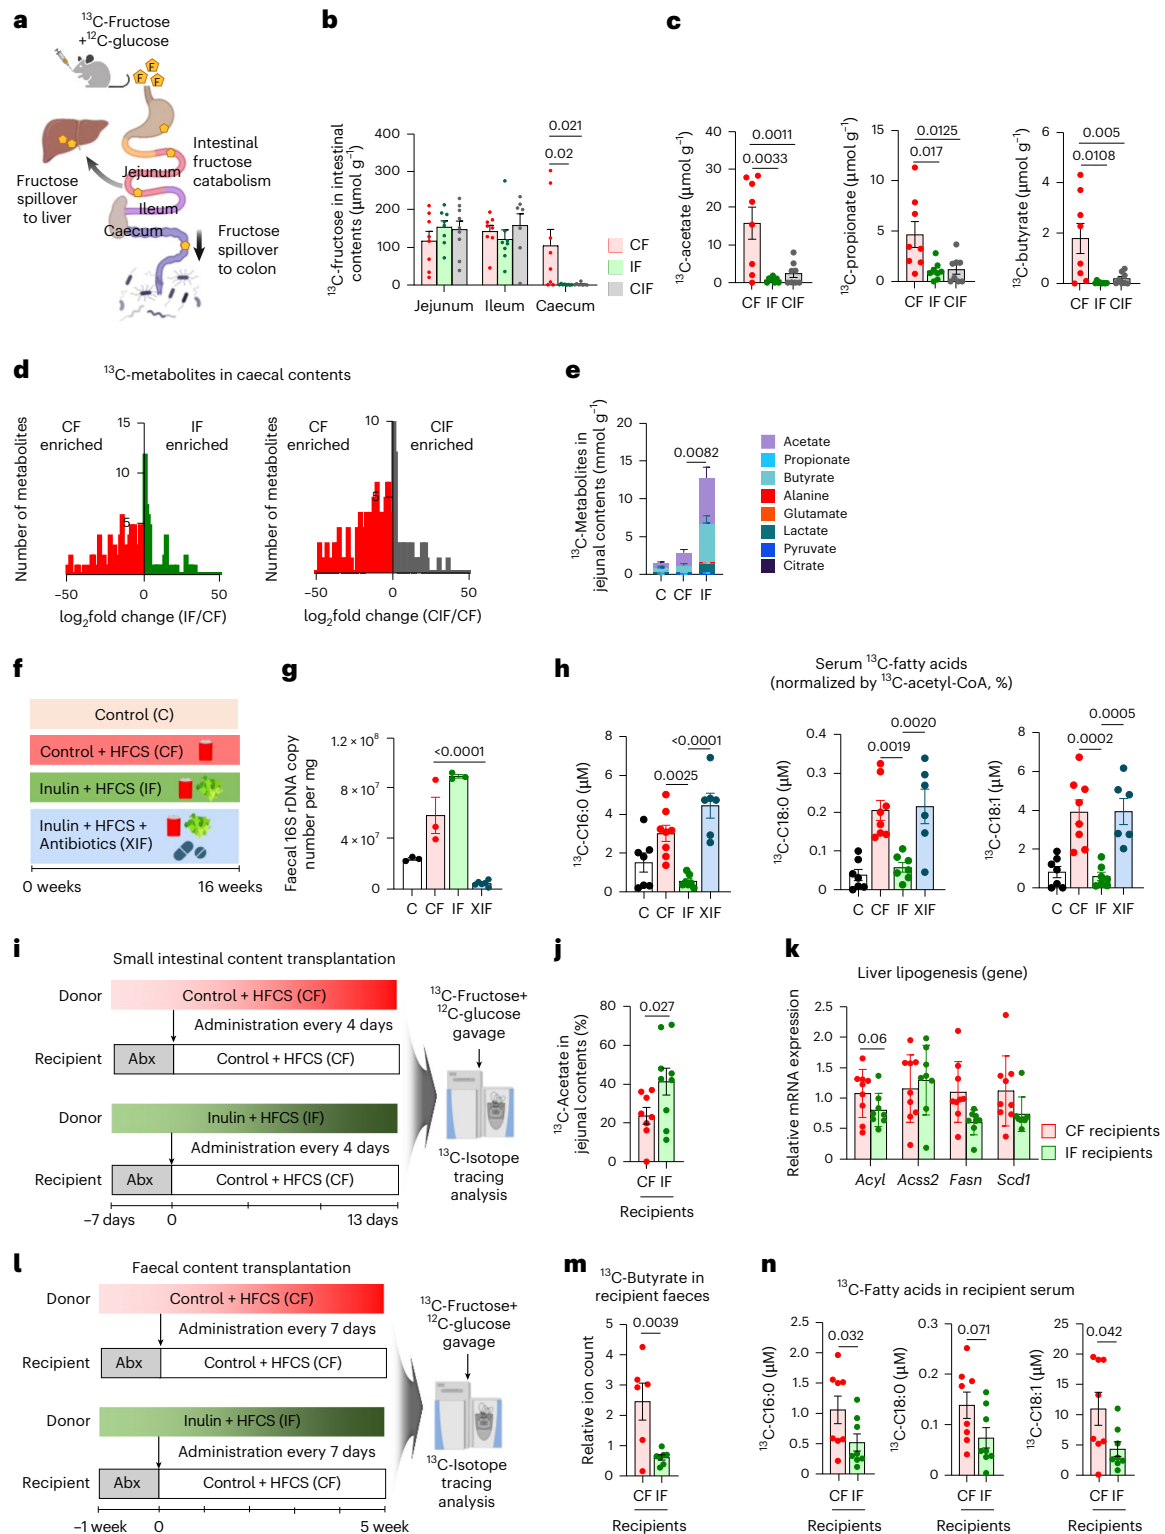 a
¹³C-Fructose
+¹²C-glucose
F
F
F
Intestinal
fructose
catabolism
Jejunum
Fructose
spillover
to liver
Ileum
Caecum
Fructose
spillover
to colon
b
¹³C-fructose in intestinal
contents (µmol g⁻¹)
400
300
200
100
0
0.021
0.02
Jejunum Ileum Caecum
CF
IF
CIF
c
¹³C-acetate (µmol g⁻¹)
40
30
20
10
0
0.0011
0.0033
CF IF CIF
¹³C-propionate (µmol g⁻¹)
15
10
5
0
0.0125
0.017
CF IF CIF
¹³C-butyrate (µmol g⁻¹)
6
4
2
0
0.005
0.0108
CF IF CIF
d
¹³C-metabolites in caecal contents
Number of metabolites
CF
enriched
IF
enriched
15
10
5
−50 0 50
log₂fold change (IF/CF)
Number of metabolites
CF
enriched
CIF
enriched
10
5
−50 0 50
log₂fold change (CIF/CF)
e
¹³C-Metabolites in
jejunal contents (mmol g⁻¹)
20
15
10
5
0
0.0082
C CF IF
Acetate
Propionate
Butyrate
Alanine
Glutamate
Lactate
Pyruvate
Citrate
f
Control (C)
Control + HFCS (CF)
Inulin + HFCS (IF)
Inulin + HFCS +
Antibiotics (XIF)
0 weeks 16 weeks
g
Faecal 16S rDNA copy
number per mg
1.2 × 10⁸
8 × 10⁷
4 × 10⁷
0
<0.0001
C CF IF XIF
h
Serum ¹³C-fatty acids
(normalized by ¹³C-acetyl-CoA, %)
¹³C-C16:0 (µM)
8
6
4
2
0
<0.0001
0.0025
C CF IF XIF
¹³C-C18:0 (µM)
0.4
0.3
0.2
0.1
0
0.0020
0.0019
C CF IF XIF
¹³C-C18:1 (µM)
8
6
4
2
0
0.0005
0.0002
C CF IF XIF
i
Small intestinal content transplantation
Donor
Control + HFCS (CF)
Administration every 4 days
Recipient
Abx
Control + HFCS (CF)
Donor
Inulin + HFCS (IF)
Administration every 4 days
Recipient
Abx
Control + HFCS (CF)
−7 days 0 13 days
¹³C-Fructose+
¹²C-glucose
gavage
¹³C-Isotope
tracing
analysis
j
¹³C-Acetate in
jejunal contents (%)
80
60
40
20
0
0.027
CF IF
Recipients
k
Liver lipogenesis (gene)
Relative mRNA expression
2.5
2.0
1.5
1.0
0.5
0
0.06
Acyl Acss2 Fasn Scd1
CF recipients
IF recipients
l
Faecal content transplantation
Donor
Control + HFCS (CF)
Administration every 7 days
Recipient
Abx
Control + HFCS (CF)
Donor
Inulin + HFCS (IF)
Administration every 7 days
Recipient
Abx
Control + HFCS (CF)
−1 week 0 5 week
¹³C-Fructose+
¹²C-glucose
gavage
¹³C-Isotope
tracing
analysis
m
¹³C-Butyrate in
recipient faeces
Relative ion count
5
4
3
2
1
0
0.0039
CF IF
Recipients
n
¹³C-Fatty acids in recipient serum
¹³C-C16:0 (µM)
2.5
2.0
1.5
1.0
0.5
0
0.032
CF IF
Recipients
¹³C-C18:0 (µM)
0.3
0.2
0.1
0
0.071
CF IF
Recipients
¹³C-C18:1 (µM)
25
20
15
10
5
0
0.042
CF IF
Recipients